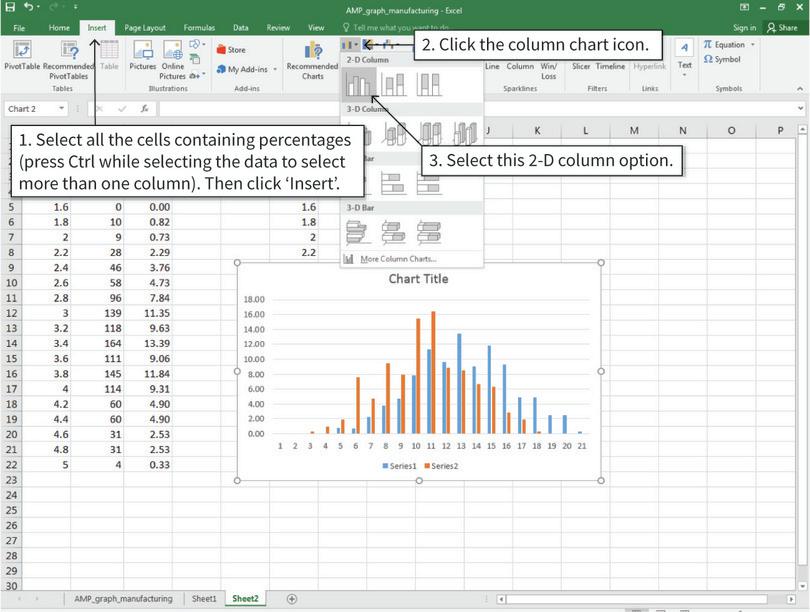 AMP_graph_manufacturing - Excel
File Home Insert Page Layout Formulas Data Review View Tell me what you want to do Sign in Share
PivotTable Recommended PivotTables Table
Tables
Pictures Online Pictures
Illustrations
Store
My Add-ins
Add-ins
Recommended Charts
2. Click the column chart icon.
2-D Column
3-D Column
3-D Bar
More Column Charts...
Line Column Win/Loss
Sparklines
Slicer Timeline
Filters
Hyperlink
Links
Text
Equation
Symbol
Symbols
Chart 2
fx
1. Select all the cells containing percentages
(press Ctrl while selecting the data to select
more than one column). Then click ‘Insert’.
3. Select this 2-D column option.
J K L M N O P
5 1.6 0 0.00 1.6
6 1.8 10 0.82 1.8
7 2 9 0.73 2
8 2.2 28 2.29 2.2
9 2.4 46 3.76
10 2.6 58 4.73
11 2.8 96 7.84
12 3 139 11.35
13 3.2 118 9.63
14 3.4 164 13.39
15 3.6 111 9.06
16 3.8 145 11.84
17 4 114 9.31
18 4.2 60 4.90
19 4.4 60 4.90
20 4.6 31 2.53
21 4.8 31 2.53
22 5 4 0.33
23
24
25
26
27
28
29
30
Chart Title
18.00
16.00
14.00
12.00
10.00
8.00
6.00
4.00
2.00
0.00
1 2 3 4 5 6 7 8 9 10 11 12 13 14 15 16 17 18 19 20 21
Series1 Series2
AMP_graph_manufacturing Sheet1 Sheet2